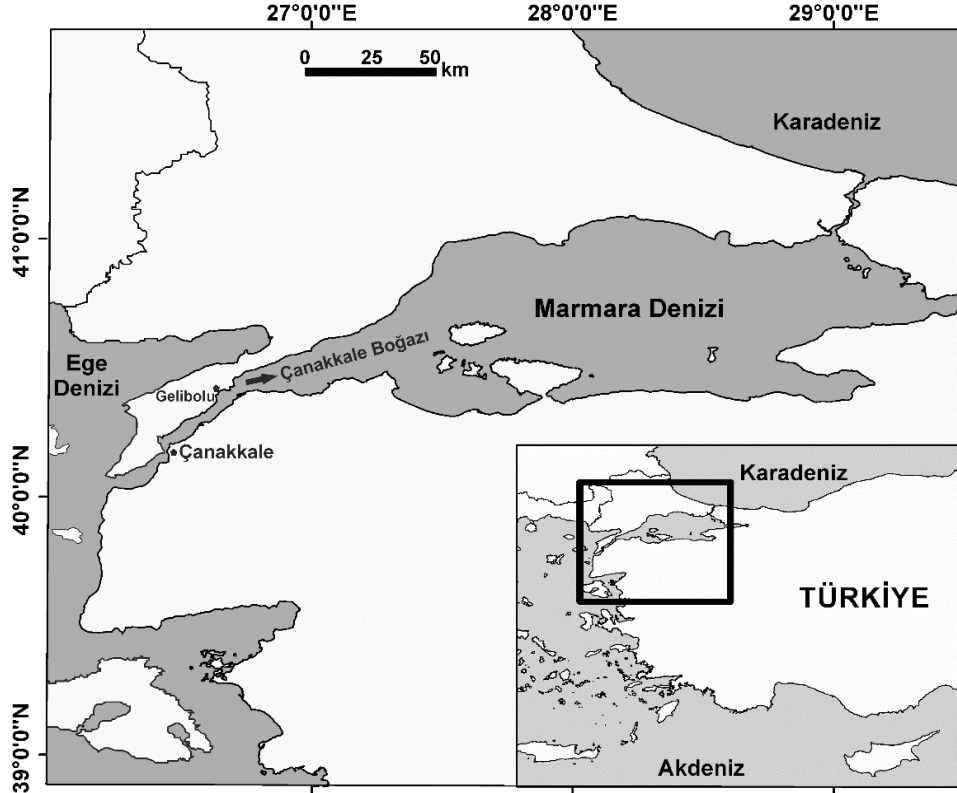 27°0'0"E
28°0'0"E
29°0'0"E
0 25 50
km
Karadeniz
41°0'0"N
Marmara Denizi
Çanakkale Boğazı
Ege
Denizi
Gelibolu
Çanakkale
40°0'0"N
Karadeniz
TÜRKİYE
39°0'0"N
Akdeniz